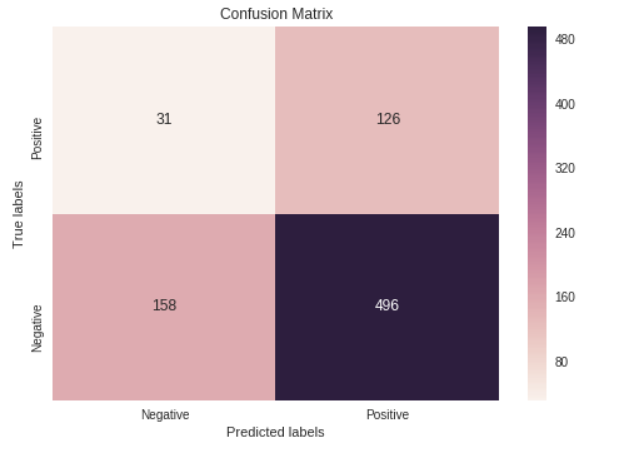 Confusion Matrix
True labels
Positive
Negative
31
126
158
496
Negative
Positive
Predicted labels
480
400
320
240
160
80